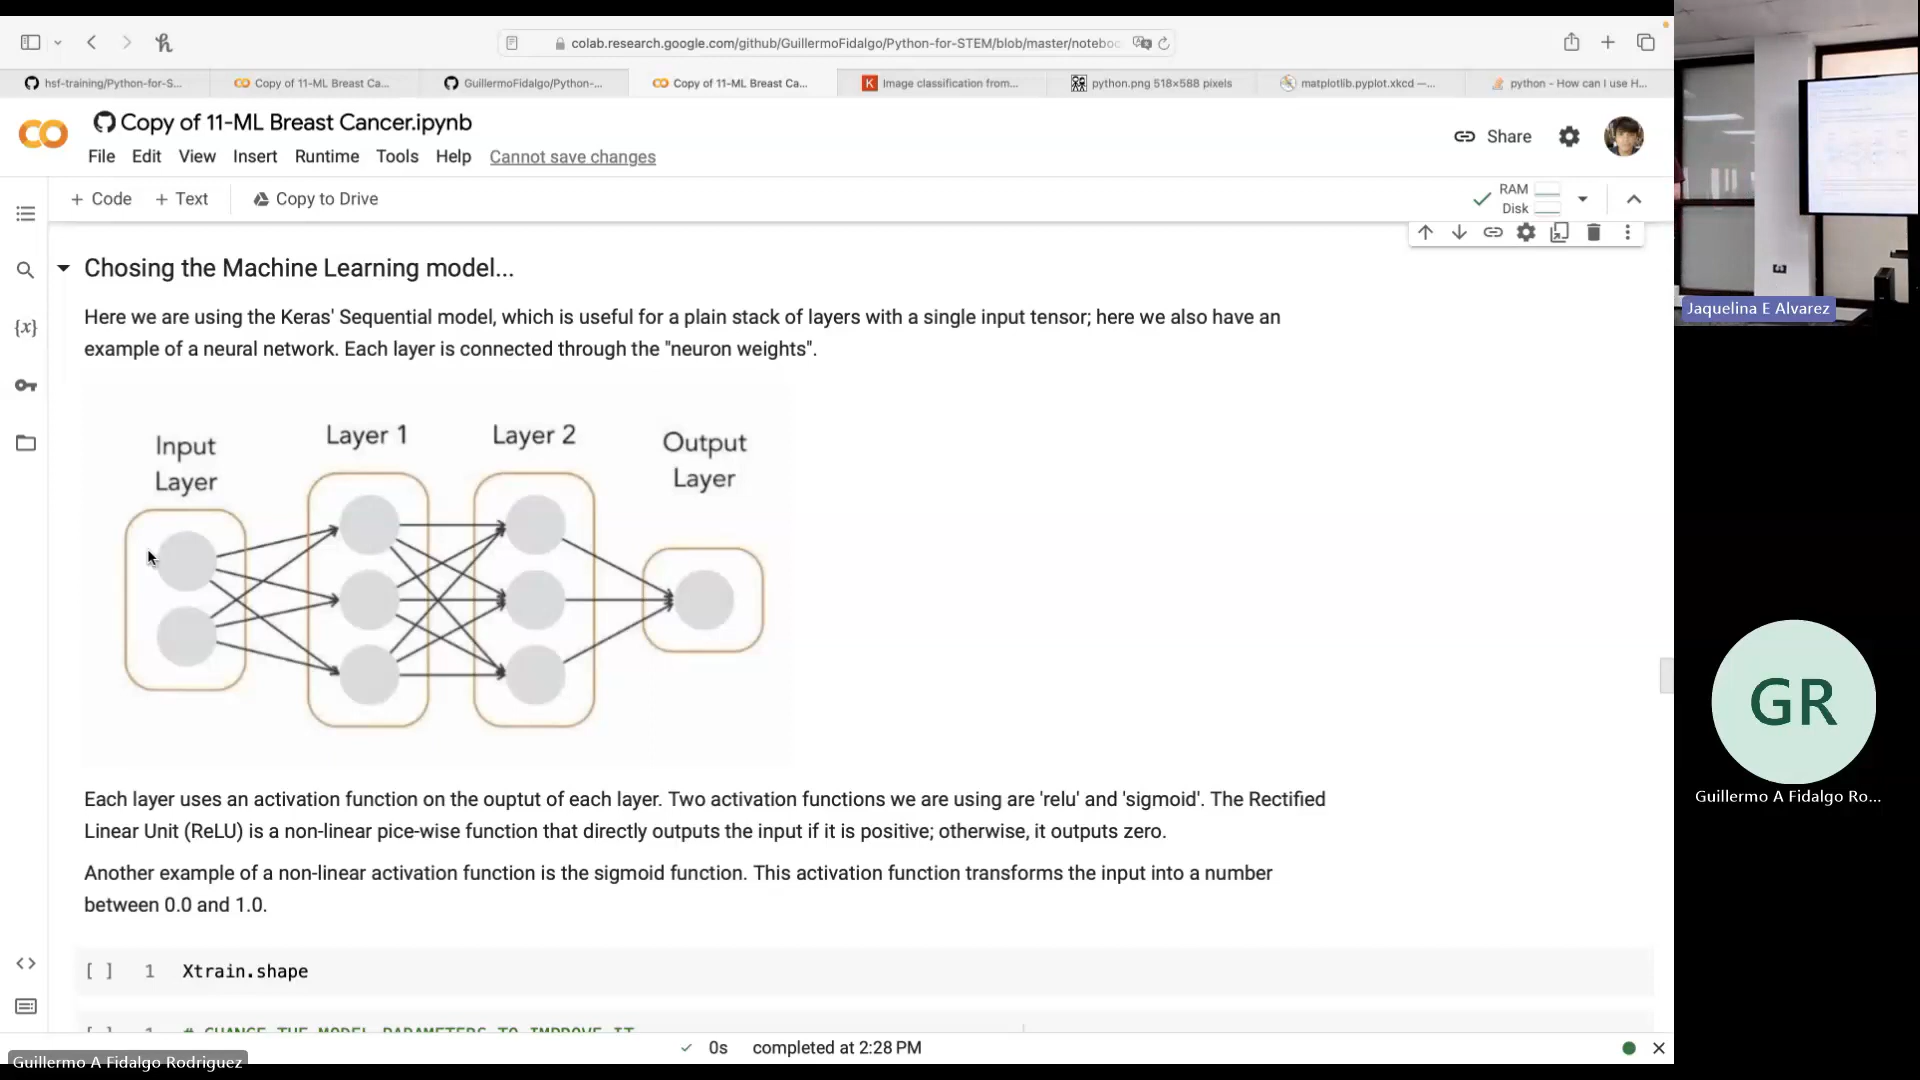 colab.research.google.com/github/GuillermoFidalgo/Python-for-STEM/blob/master/noteboo
hsf-training/Python-for-S...
Copy of 11-ML Breast Ca...
GuillermoFidalgo/Python-...
Copy of 11-ML Breast Ca...
Image classification from...
python.png 518×588 pixels
matplotlib.pyplot.xkcd —...
python - How can I use H...
Copy of 11-ML Breast Cancer.ipynb
Share
File Edit View Insert Runtime Tools Help Cannot save changes
+ Code + Text Copy to Drive
RAM
Disk
Chosing the Machine Learning model...
Here we are using the Keras' Sequential model, which is useful for a plain stack of layers with a single input tensor; here we also have an
example of a neural network. Each layer is connected through the "neuron weights".
Input
Layer
Layer 1
Layer 2
Output
Layer
Each layer uses an activation function on the ouptut of each layer. Two activation functions we are using are 'relu' and 'sigmoid'. The Rectified
Linear Unit (ReLU) is a non-linear pice-wise function that directly outputs the input if it is positive; otherwise, it outputs zero.
Another example of a non-linear activation function is the sigmoid function. This activation function transforms the input into a number
between 0.0 and 1.0.
[ ] 1 Xtrain.shape
[ ] 1 # CHANGE THE MODEL PARAMETERS TO IMPROVE IT
0s completed at 2:28 PM
Guillermo A Fidalgo Rodriguez
Jaquelina E Alvarez
GR
Guillermo A Fidalgo Ro...